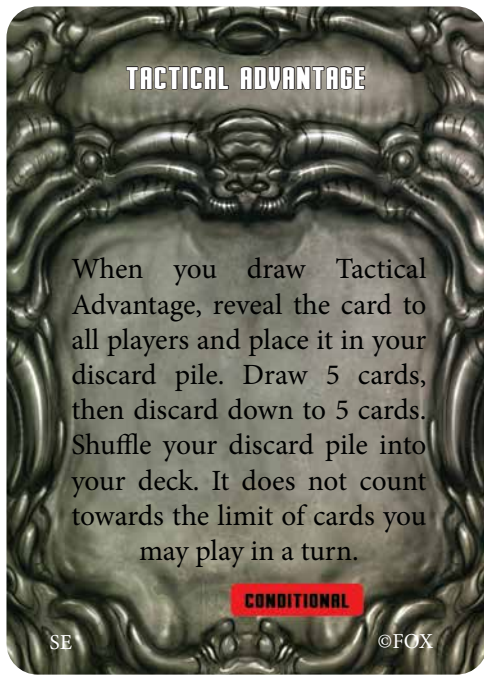 TACTICAL ADVANTAGE
When you draw Tactical
Advantage, reveal the card to
all players and place it in your
discard pile. Draw 5 cards,
then discard down to 5 cards.
Shuffle your discard pile into
your deck. It does not count
towards the limit of cards you
may play in a turn.
CONDITIONAL
SE
©FOX